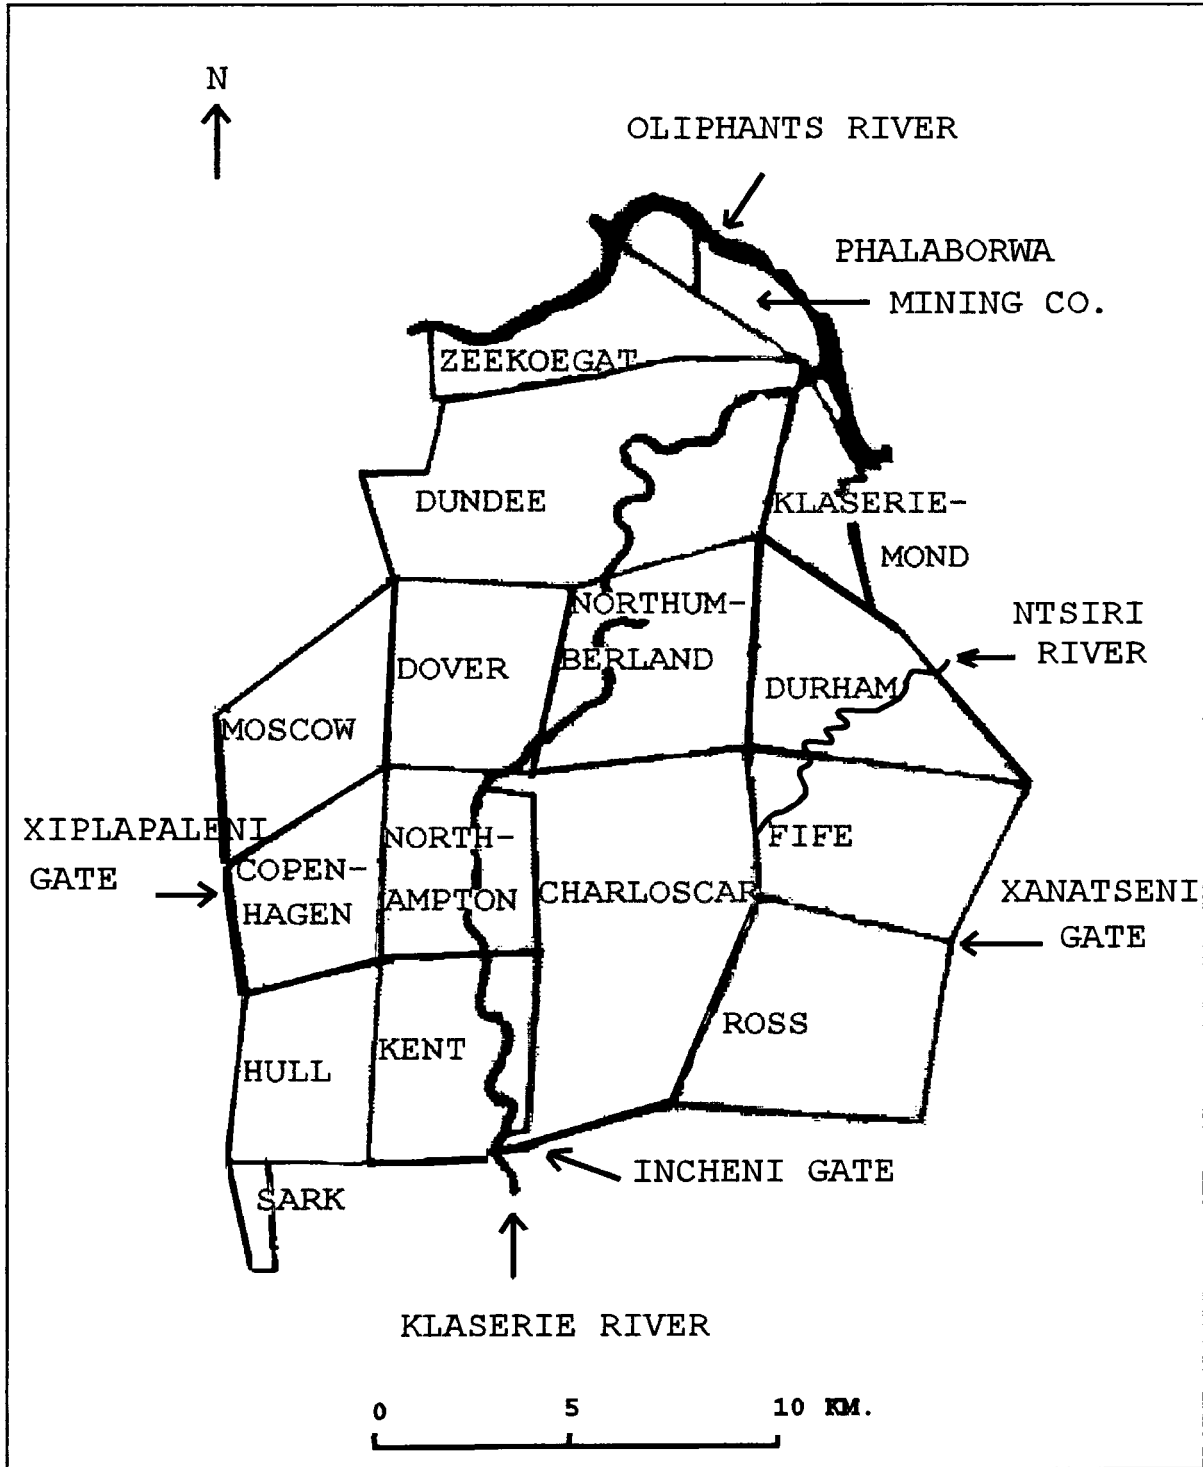 N
OLIPHANTS RIVER
PHALABORWA
MINING CO.
ZEEKOEGAT
DUNDEE
KLASERIE-
MOND
NORTHUM-
BERLAND
NTSIRI
RIVER
DOVER
DURHAM
MOSCOW
XIPLAPALENI
GATE
NORTH-
AMPTON
FIFE
COPEN-
HAGEN
CHARLOSCAR
XANATSENI
GATE
ROSS
KENT
HULL
INCHENI GATE
SARK
KLASERIE RIVER
0 5 10 KM.